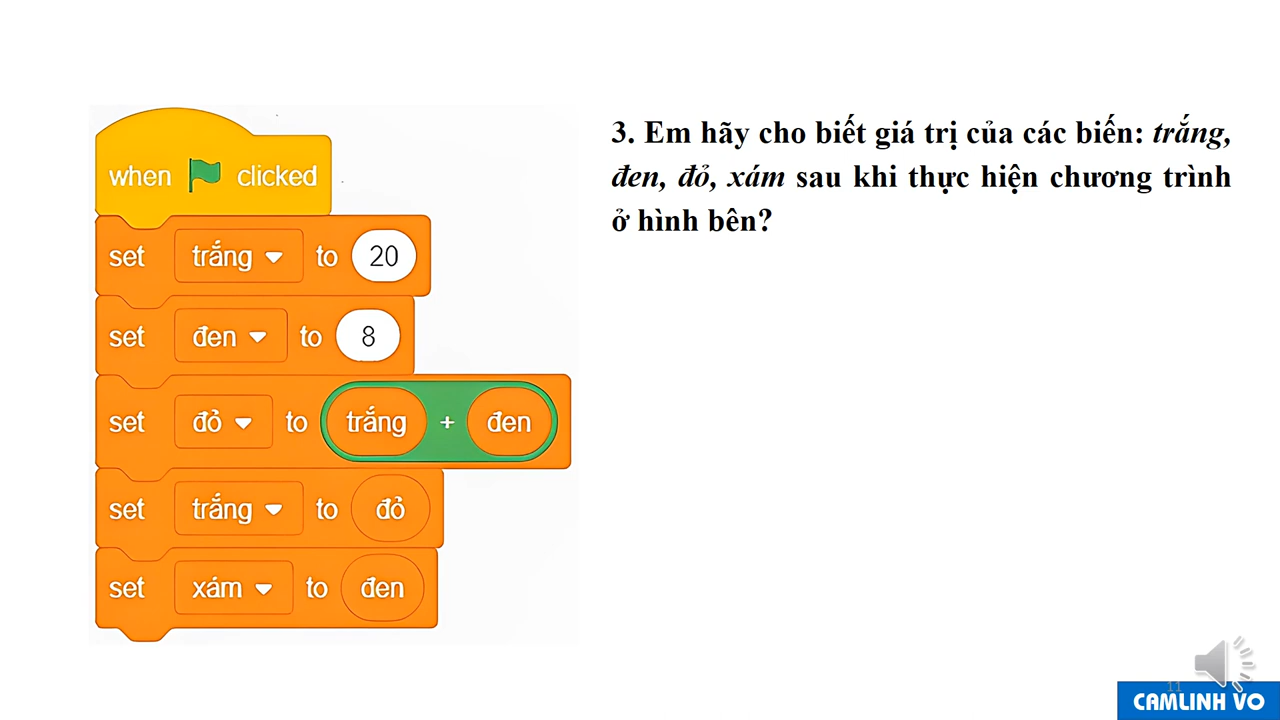 when clicked
set trắng to 20
set đen to 8
set đỏ to trắng + đen
set trắng to đỏ
set xám to đen
3. Em hãy cho biết giá trị của các biến: trắng,
đen, đỏ, xám sau khi thực hiện chương trình
ở hình bên?
11
CAMLINH VO